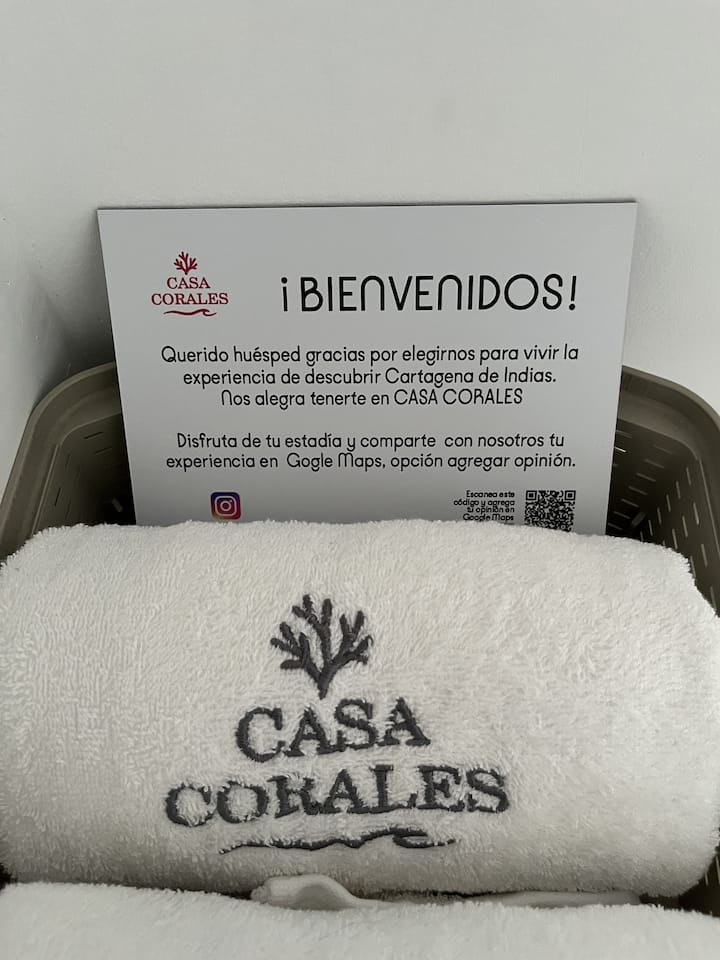 CASA
CORALES
¡BIENVENIDOS!
Querido huésped gracias por elegirnos para vivir la
experiencia de descubrir Cartagena de Indias.
Nos alegra tenerte en CASA CORALES
Disfruta de tu estadía y comparte con nosotros tu
experiencia en Gogle Maps, opción agregar opinión.
Escanea este
código y agrega
tu opinión en
Google Maps
CASA
CORALES